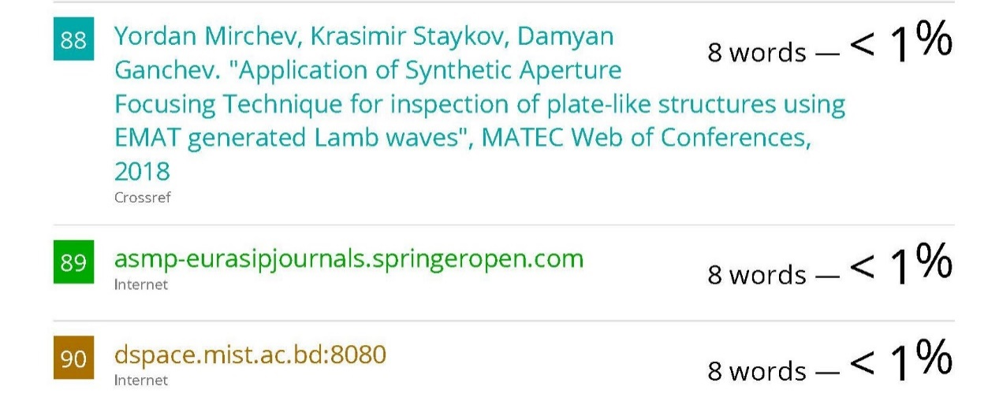 88 Yordan Mirchev, Krasimir Staykov, Damyan 8 words — < 1%
Ganchev. "Application of Synthetic Aperture
Focusing Technique for inspection of plate-like structures using
EMAT generated Lamb waves", MATEC Web of Conferences,
2018
Crossref
89 asmp-eurasipjournals.springeropen.com 8 words — < 1%
Internet
90 dspace.mist.ac.bd:8080 8 words — < 1%
Internet